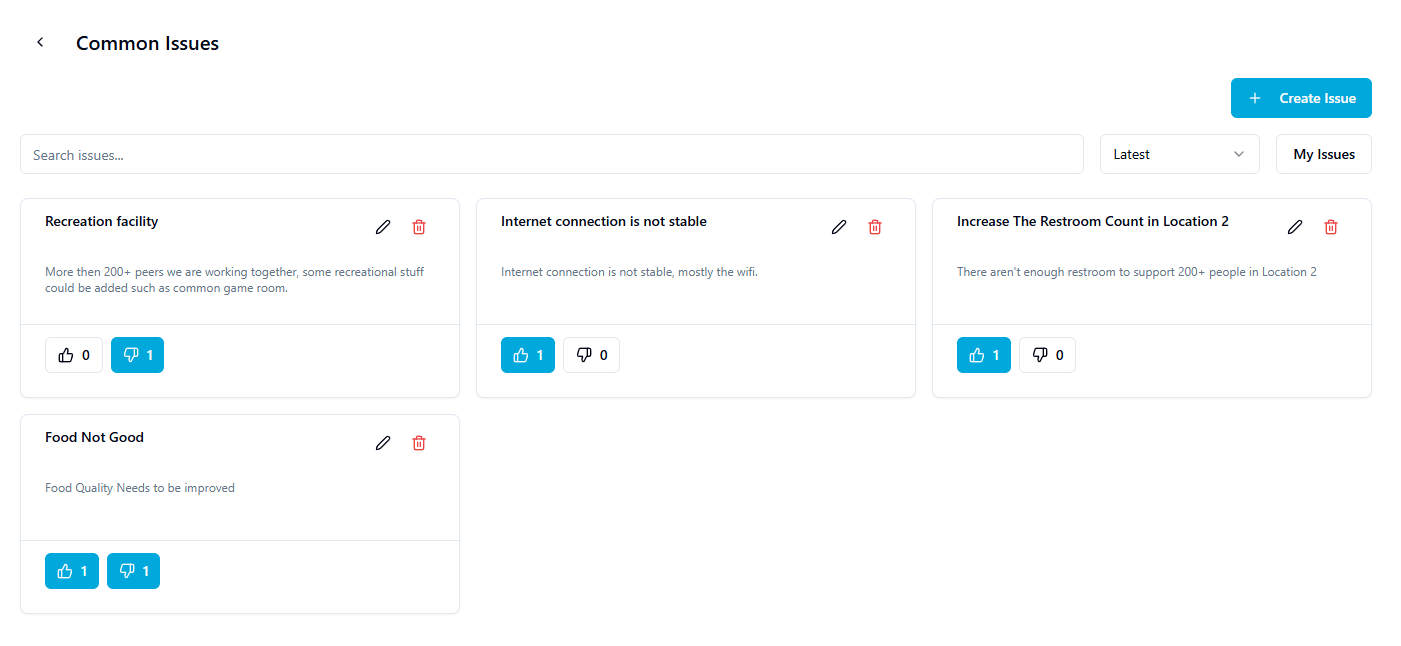 Common Issues
+ Create Issue
Search issues...
Latest
My Issues
Recreation facility
More then 200+ peers we are working together, some recreational stuff
could be added such as common game room.
0
1
Internet connection is not stable
Internet connection is not stable, mostly the wifi.
1
0
Increase The Restroom Count in Location 2
There aren't enough restroom to support 200+ people in Location 2
1
0
Food Not Good
Food Quality Needs to be improved
1
1